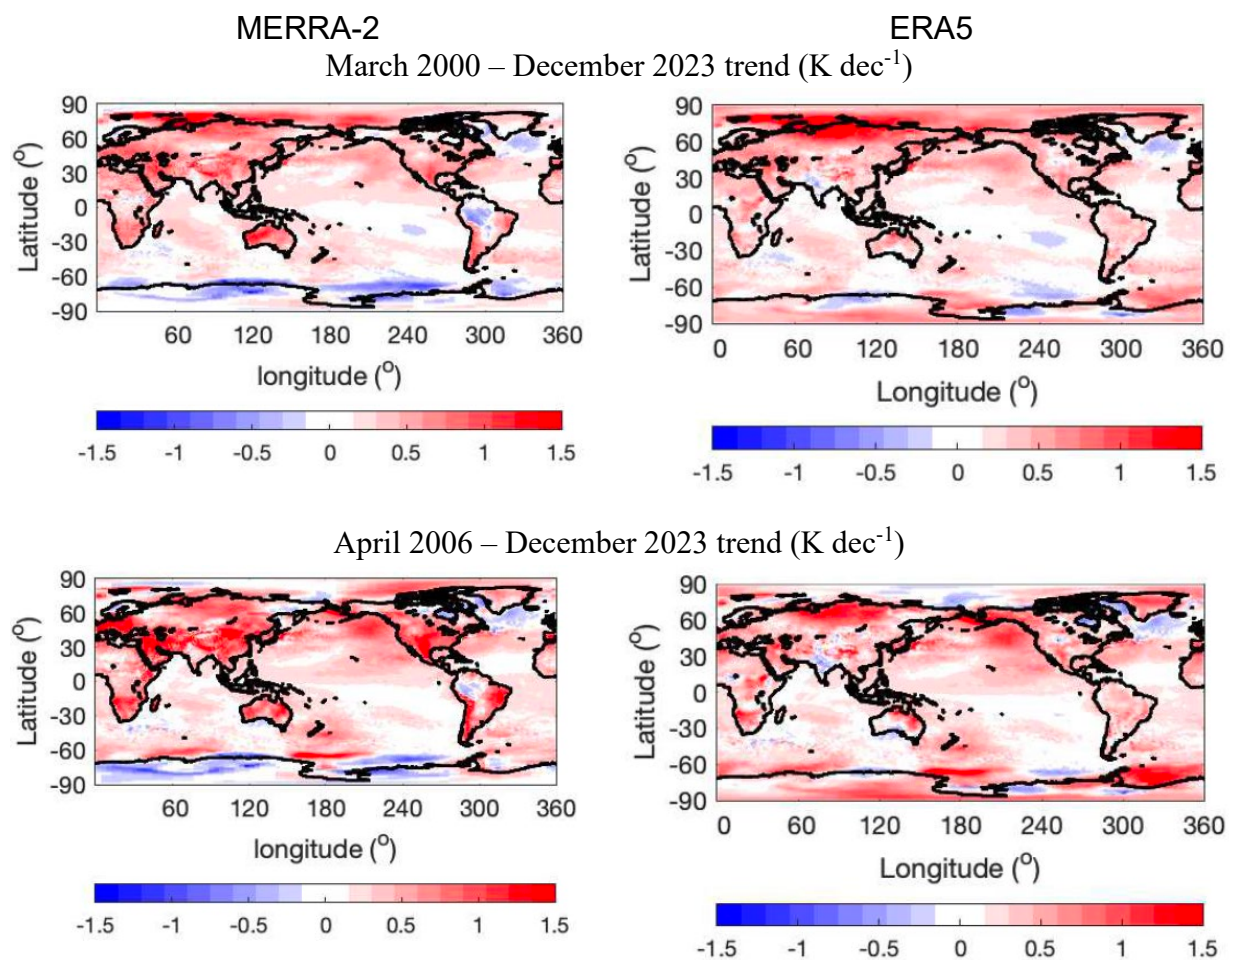 MERRA-2 ERA5
March 2000 – December 2023 trend (K dec-1)
90 90
60 60
30 30
0 0
-30 -30
-60 -60
-90 -90
Latitude (o) Latitude (o)
60 120 180 240 300 360 0 60 120 180 240 300 360
longitude (o) Longitude (o)
-1.5 -1 -0.5 0 0.5 1 1.5 -1.5 -1 -0.5 0 0.5 1 1.5
April 2006 – December 2023 trend (K dec-1)
90 90
60 60
30 30
0 0
-30 -30
-60 -60
-90 -90
Latitude (o) Latitude (o)
60 120 180 240 300 360 0 60 120 180 240 300 360
longitude (o) Longitude (o)
-1.5 -1 -0.5 0 0.5 1 1.5 -1.5 -1 -0.5 0 0.5 1 1.5